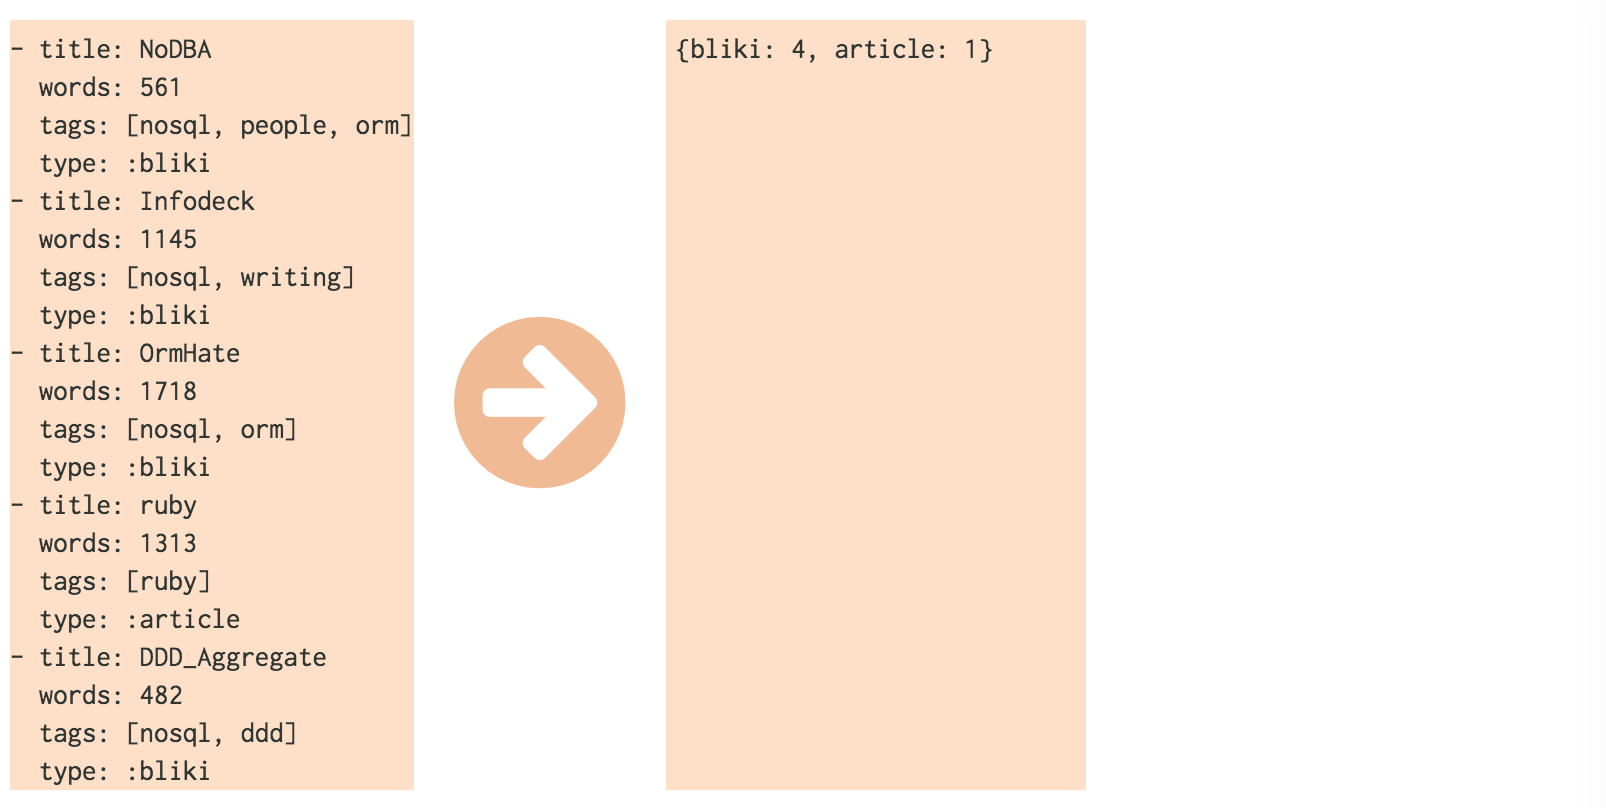 - title: NoDBA
  words: 561
  tags: [nosql, people, orm]
  type: :bliki
- title: Infodeck
  words: 1145
  tags: [nosql, writing]
  type: :bliki
- title: OrmHate
  words: 1718
  tags: [nosql, orm]
  type: :bliki
- title: ruby
  words: 1313
  tags: [ruby]
  type: :article
- title: DDD_Aggregate
  words: 482
  tags: [nosql, ddd]
  type: :bliki
{bliki: 4, article: 1}